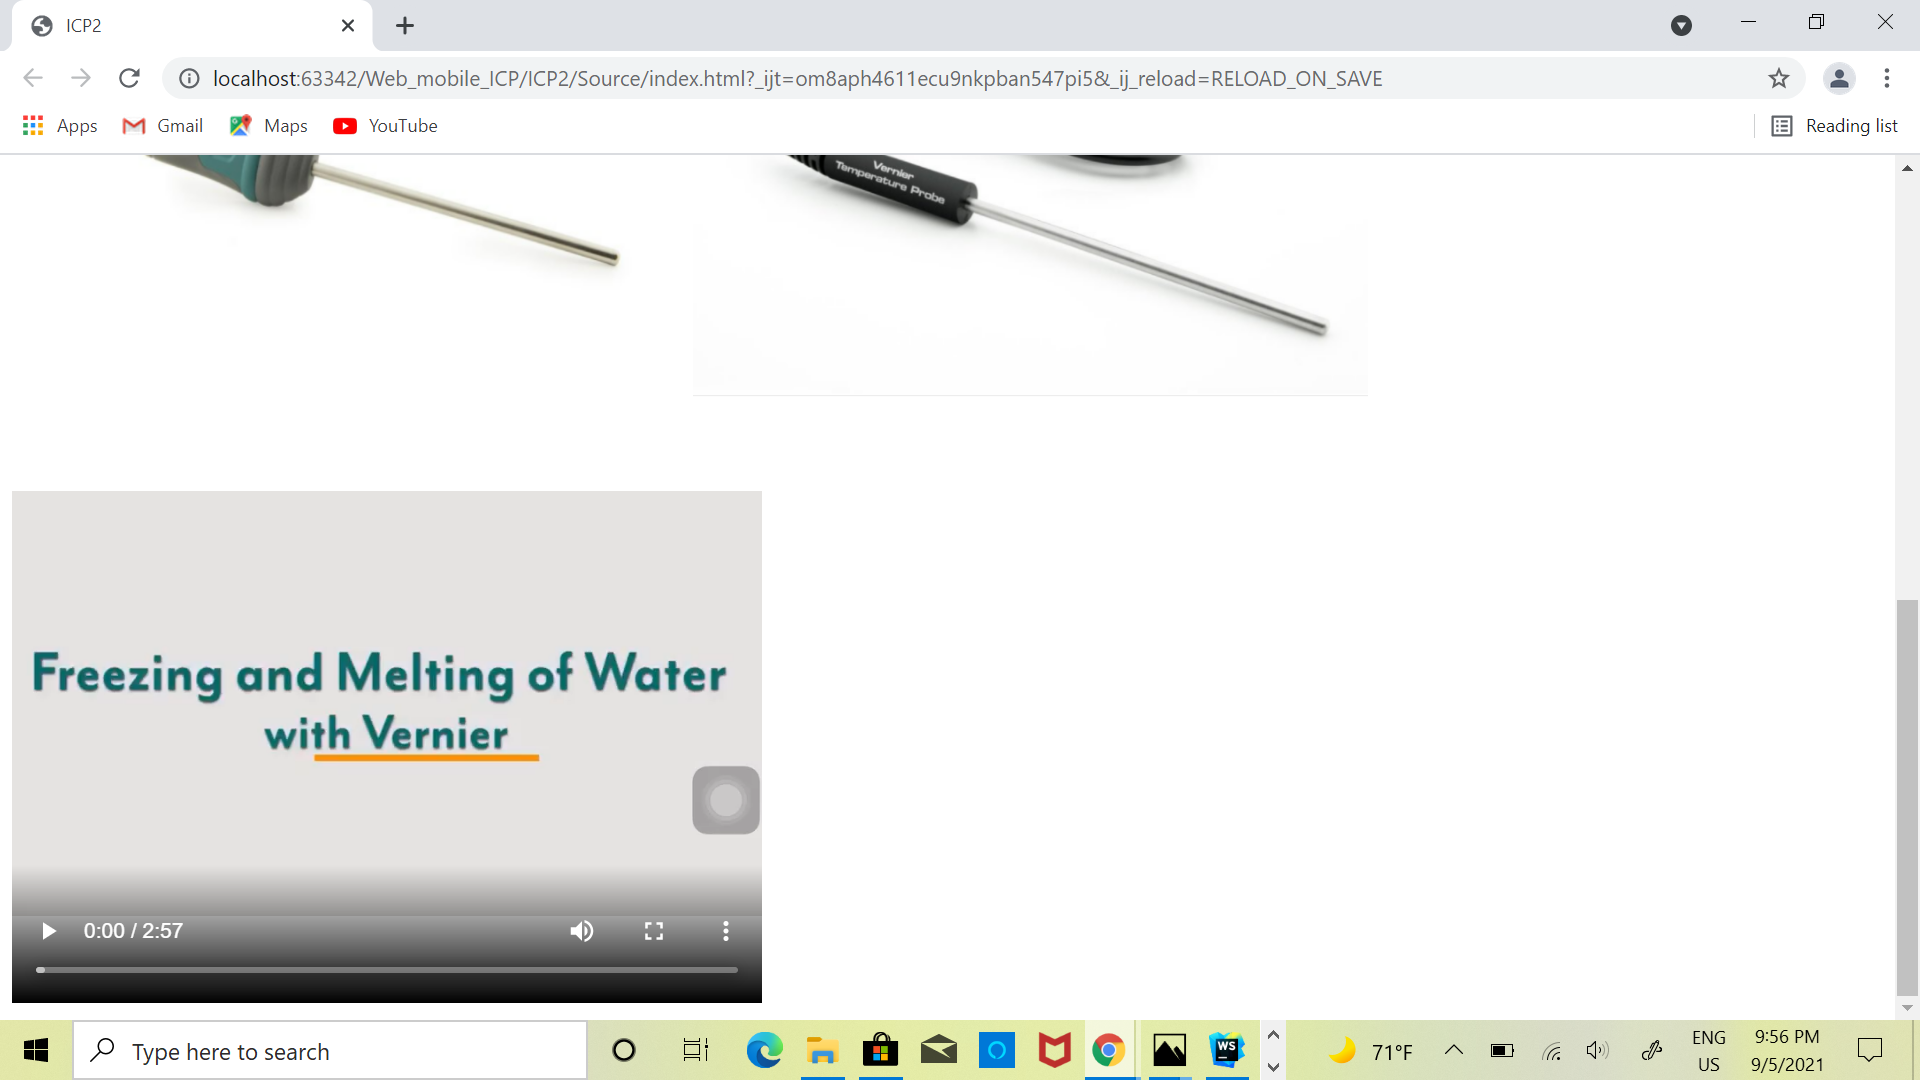 ICP2
localhost:63342/Web_mobile_ICP/ICP2/Source/index.html?_ijt=om8aph4611ecu9nkpban547pi5&_ij_reload=RELOAD_ON_SAVE
Apps Gmail Maps YouTube Reading list
Vernier
Temperature Probe
Freezing and Melting of Water
with Vernier
0:00 / 2:57
Type here to search
WS
71°F
ENG
US
9:56 PM
9/5/2021